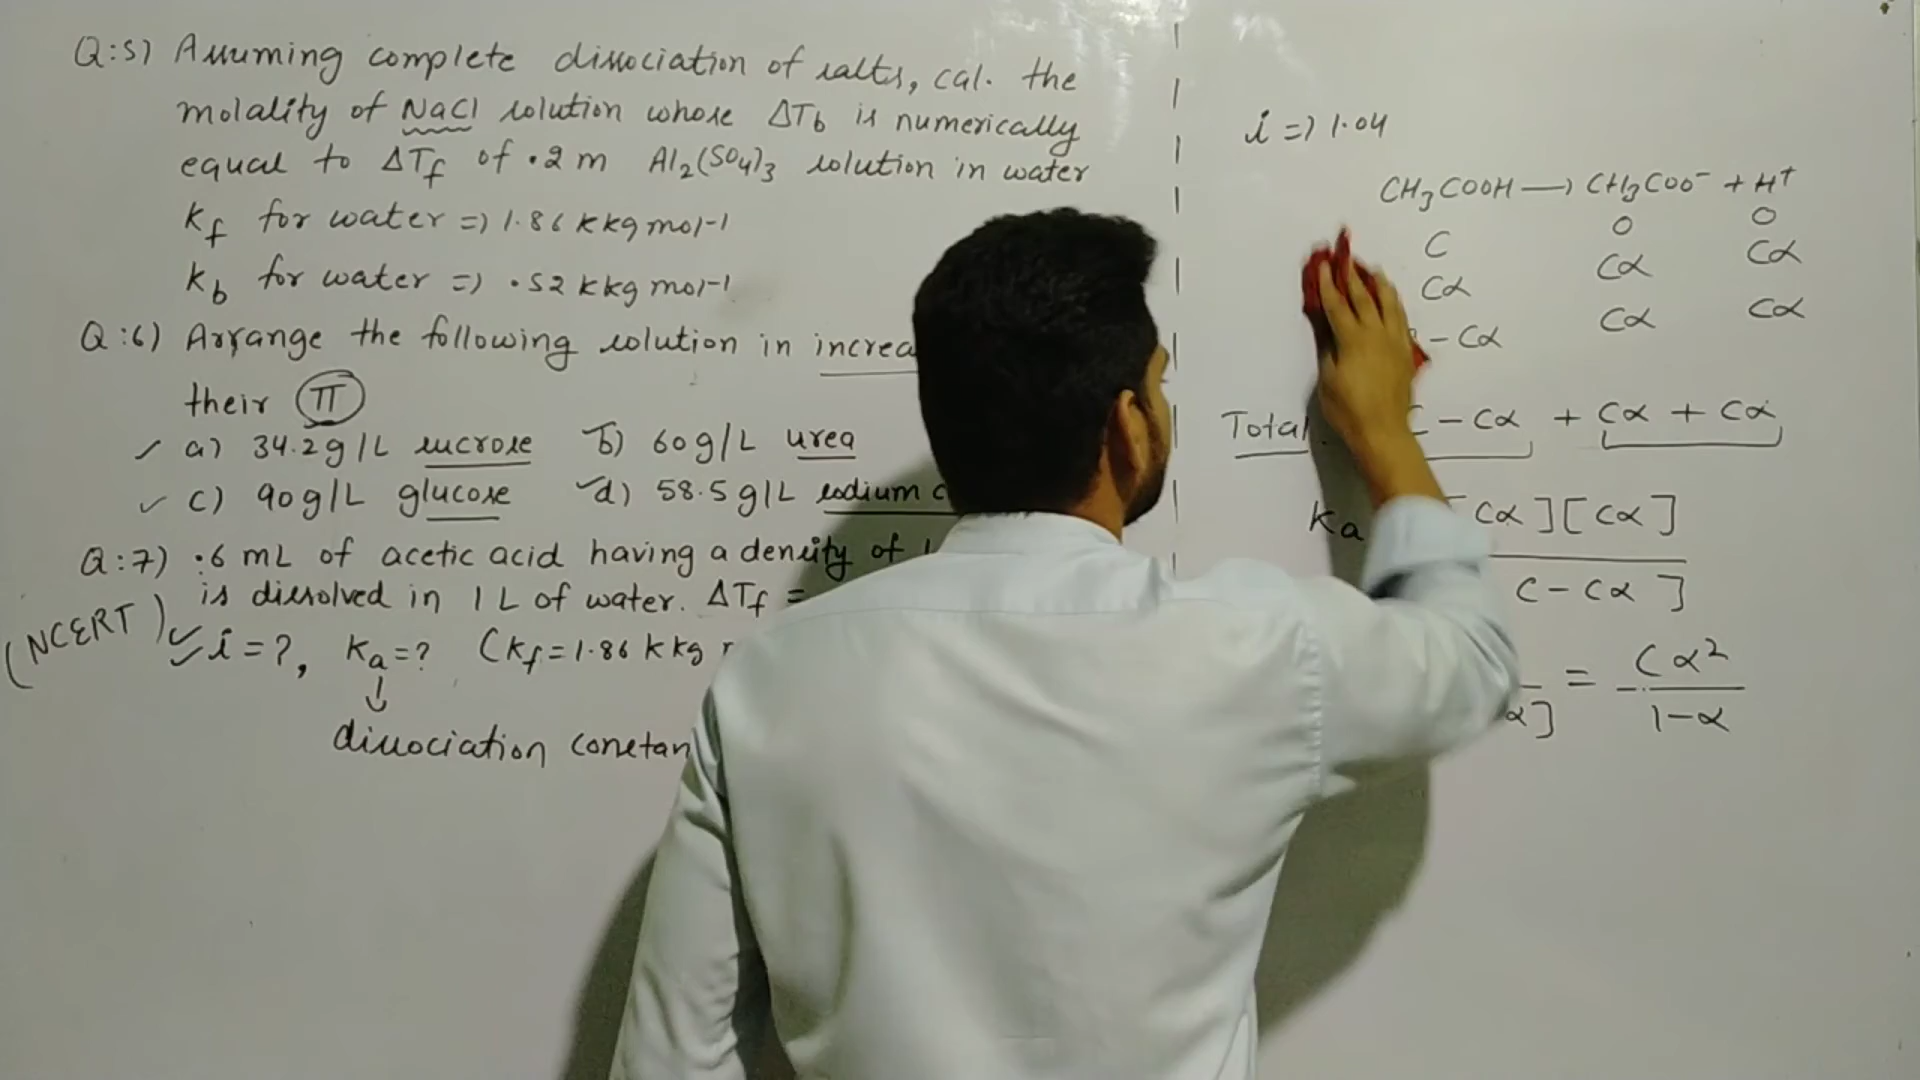 Q:5) Assuming complete dissociation of salts, cal. the
molality of NaCl solution whose ΔTb is numerically
equal to ΔTf of .2 m Al2(SO4)3 solution in water
Kf for water => 1.86 K kg mol-1
Kb for water => .52 K kg mol-1
Q:6) Arrange the following solution in increa
their π
a) 34.2 g/L sucrose b) 60 g/L urea
c) 90 g/L glucose d) 58.5 g/L sodium c
Q:7) .6 mL of acetic acid having a density of 1
is dissolved in 1 L of water. ΔTf =
(NCERT)
i = ?, Ka = ? (Kf = 1.86 K kg
↓
dissociation constan
i => 1.04
CH3COOH → CH3COO- + H+
C 0 0
Cα Cα Cα
- Cα Cα Cα
Total C - Cα + Cα + Cα
Ka [Cα][Cα]
C - Cα]
α] = Cα²
1-α